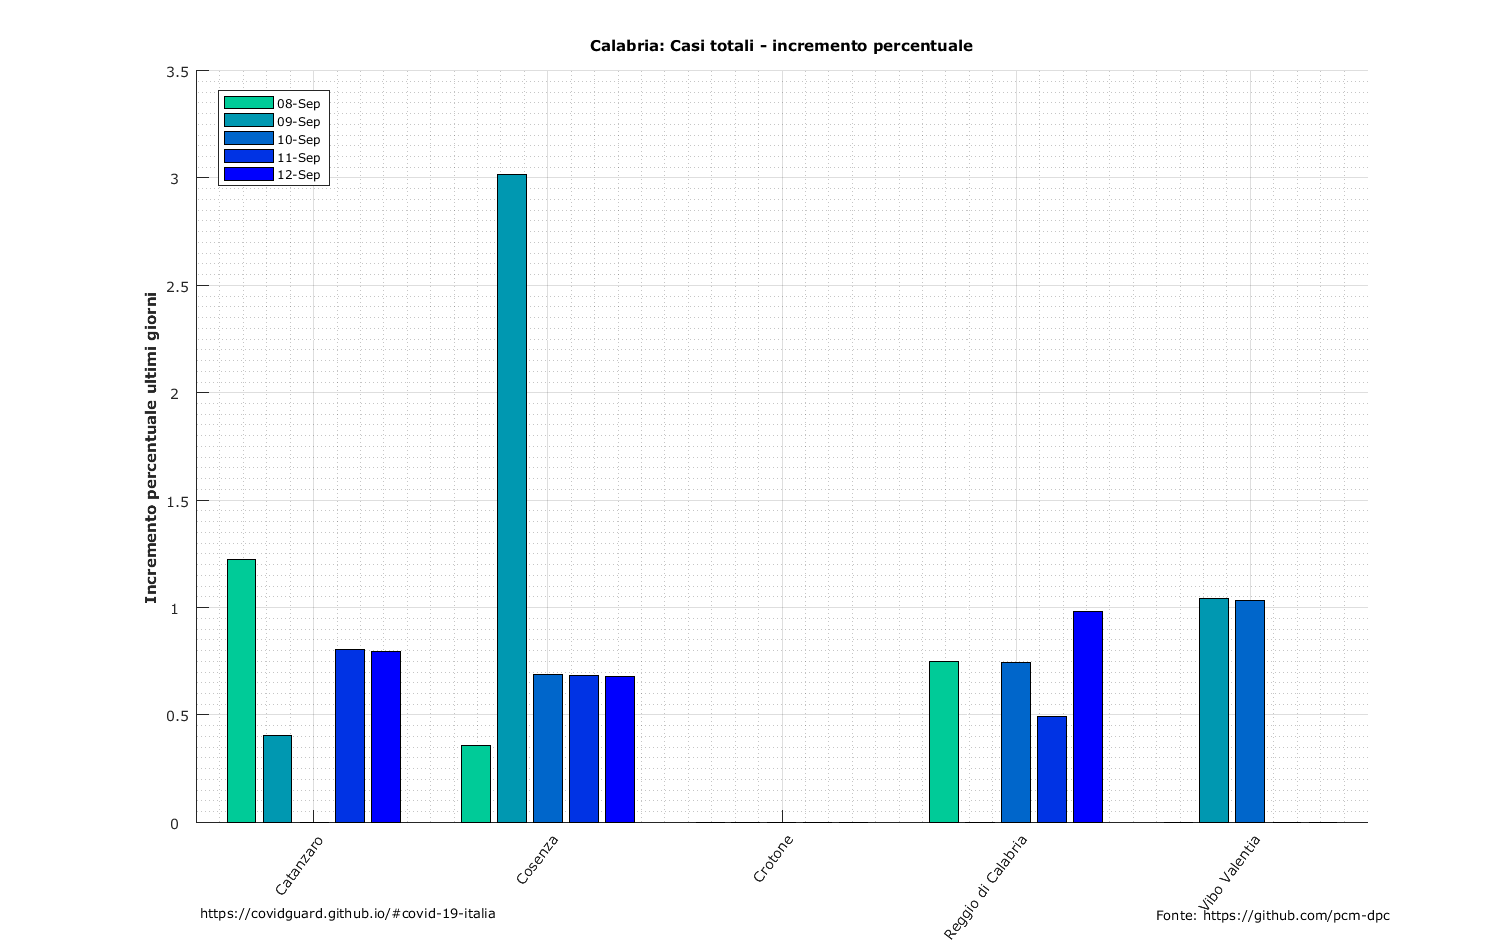 Calabria: Casi totali - incremento percentuale
3.5
3
2.5
2
1.5
1
0.5
0
08-Sep
09-Sep
10-Sep
11-Sep
12-Sep
Incremento percentuale ultimi giorni
Catanzaro
Cosenza
Crotone
Reggio di Calabria
Vibo Valentia
https://covidguard.github.io/#covid-19-italia
Fonte: https://github.com/pcm-dpc